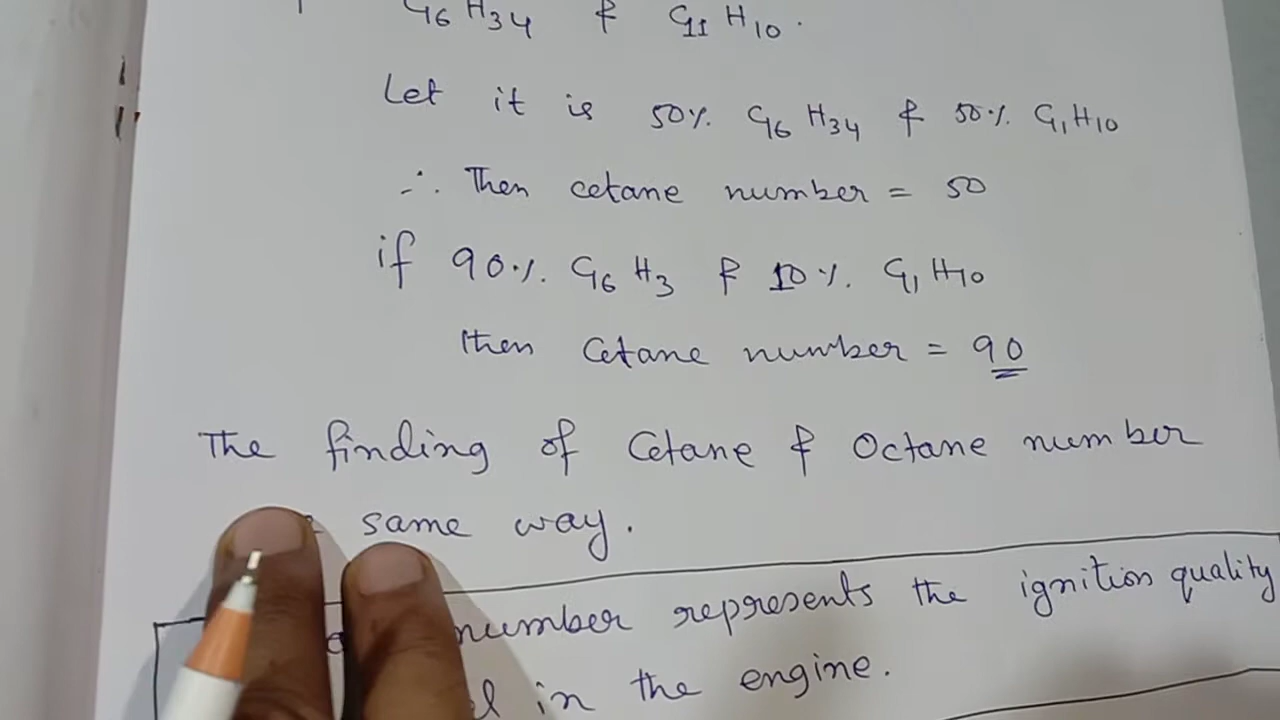 C16 H34 & C11 H10.
Let it is 50% C16 H34 & 50% C11 H10
∴ Then cetane number = 50
if 90% C16 H3 & 10% C11 H10
then Cetane number = 90
The finding of Cetane & Octane number
same way.
number represents the ignition quality
in the engine.